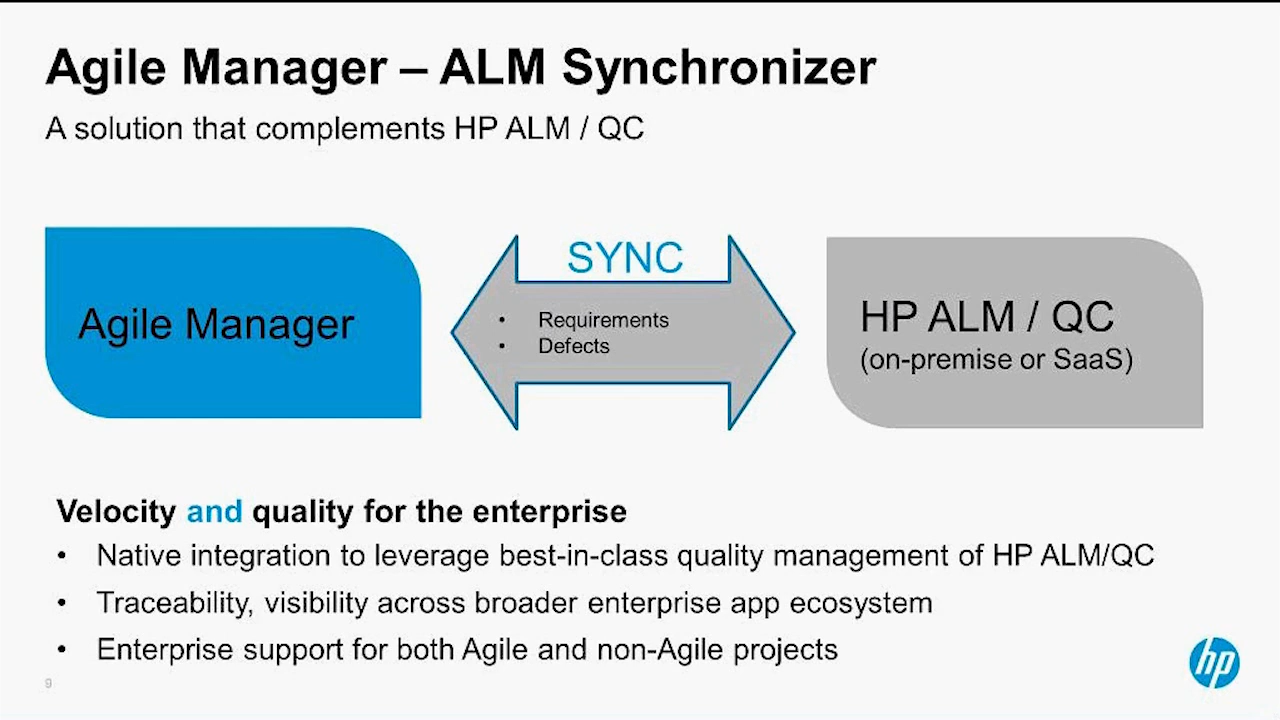 Agile Manager – ALM Synchronizer
A solution that complements HP ALM / QC
SYNC
Agile Manager
• Requirements
• Defects
HP ALM / QC
(on-premise or SaaS)
Velocity and quality for the enterprise
• Native integration to leverage best-in-class quality management of HP ALM/QC
• Traceability, visibility across broader enterprise app ecosystem
• Enterprise support for both Agile and non-Agile projects
9
hp